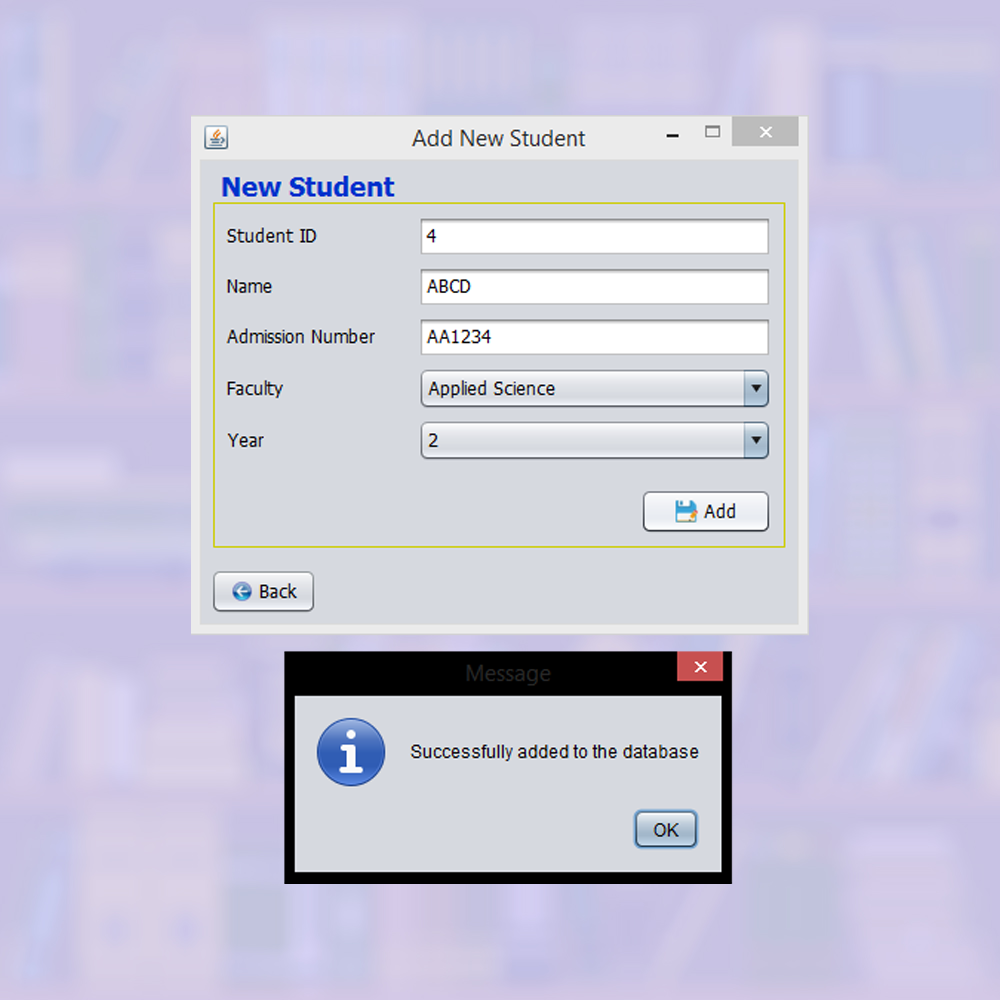 Add New Student
New Student
Student ID 4
Name ABCD
Admission Number AA1234
Faculty Applied Science
Year 2
Add
Back
Message
Successfully added to the database
OK